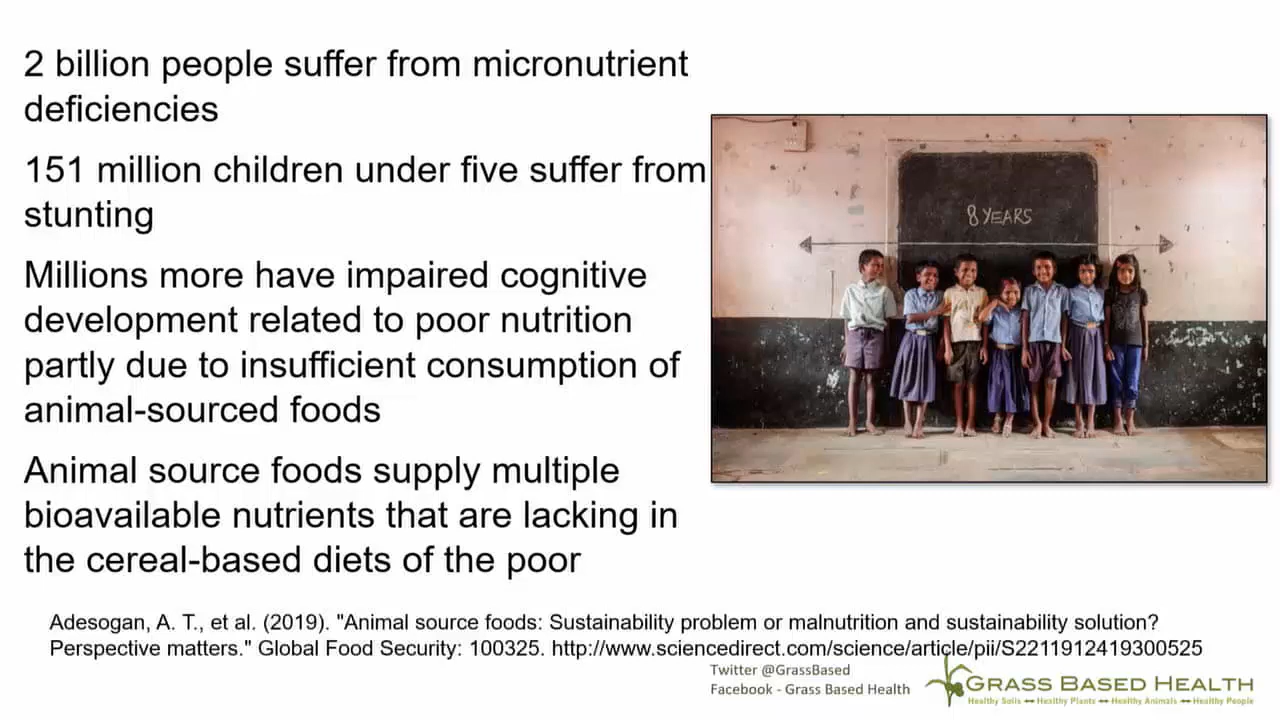 2 billion people suffer from micronutrient
deficiencies
151 million children under five suffer from
stunting
Millions more have impaired cognitive
development related to poor nutrition
partly due to insufficient consumption of
animal-sourced foods
Animal source foods supply multiple
bioavailable nutrients that are lacking in
the cereal-based diets of the poor
8 YEARS
Adesogan, A. T., et al. (2019). "Animal source foods: Sustainability problem or malnutrition and sustainability solution?
Perspective matters." Global Food Security: 100325. http://www.sciencedirect.com/science/article/pii/S2211912419300525
Twitter @GrassBased
Facebook - Grass Based Health
GRASS BASED HEALTH
Healthy Soils ↔ Healthy Plants ↔ Healthy Animals ↔ Healthy People